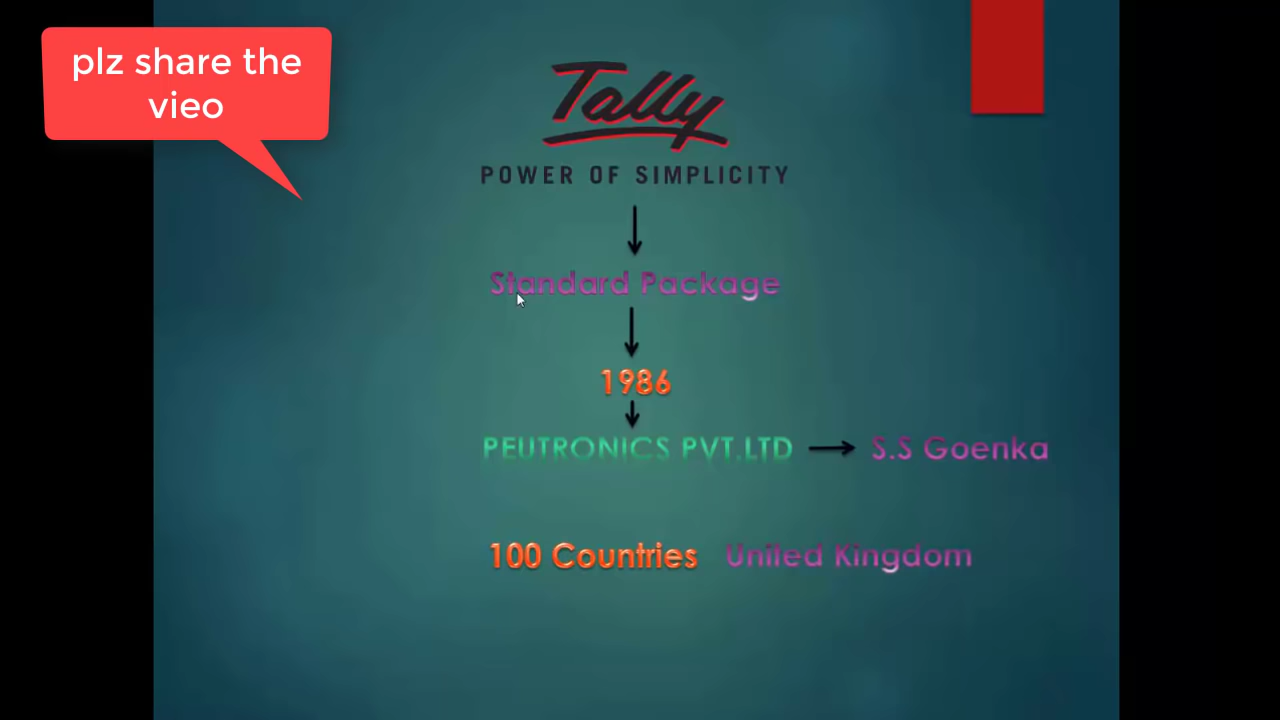 plz share the
vieo
Tally
POWER OF SIMPLICITY
Standard Package
1986
PEUTRONICS PVT.LTD S.S Goenka
100 Countries United Kingdom